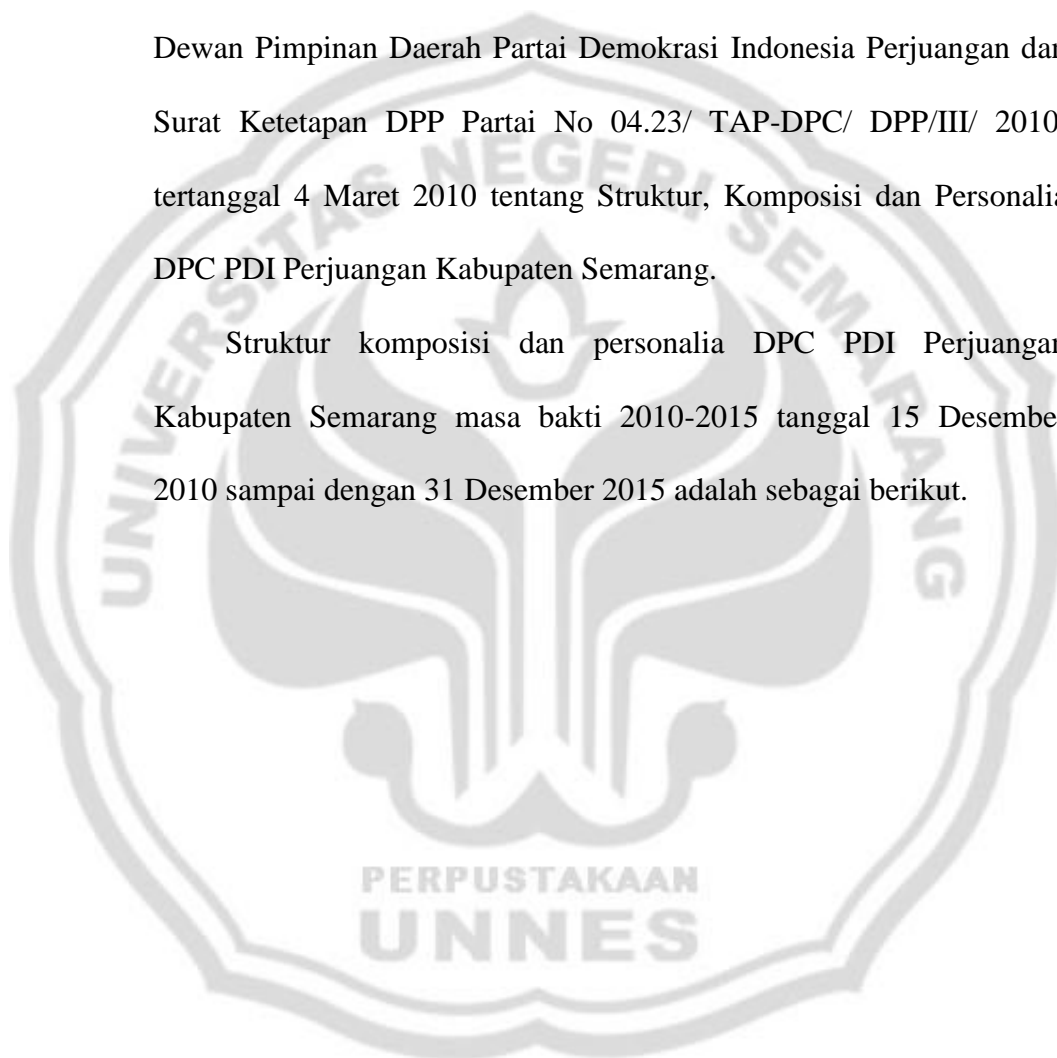 Dewan Pimpinan Daerah Partai Demokrasi Indonesia Perjuangan dan
Surat Ketetapan DPP Partai No 04.23/ TAP-DPC/ DPP/III/ 2010
tertanggal 4 Maret 2010 tentang Struktur, Komposisi dan Personalia
DPC PDI Perjuangan Kabupaten Semarang.
Struktur komposisi dan personalia DPC PDI Perjuangan
Kabupaten Semarang masa bakti 2010-2015 tanggal 15 Desember
2010 sampai dengan 31 Desember 2015 adalah sebagai berikut.
UNIVERSITAS NEGERI SEMARANG
PERPUSTAKAAN
UNNES